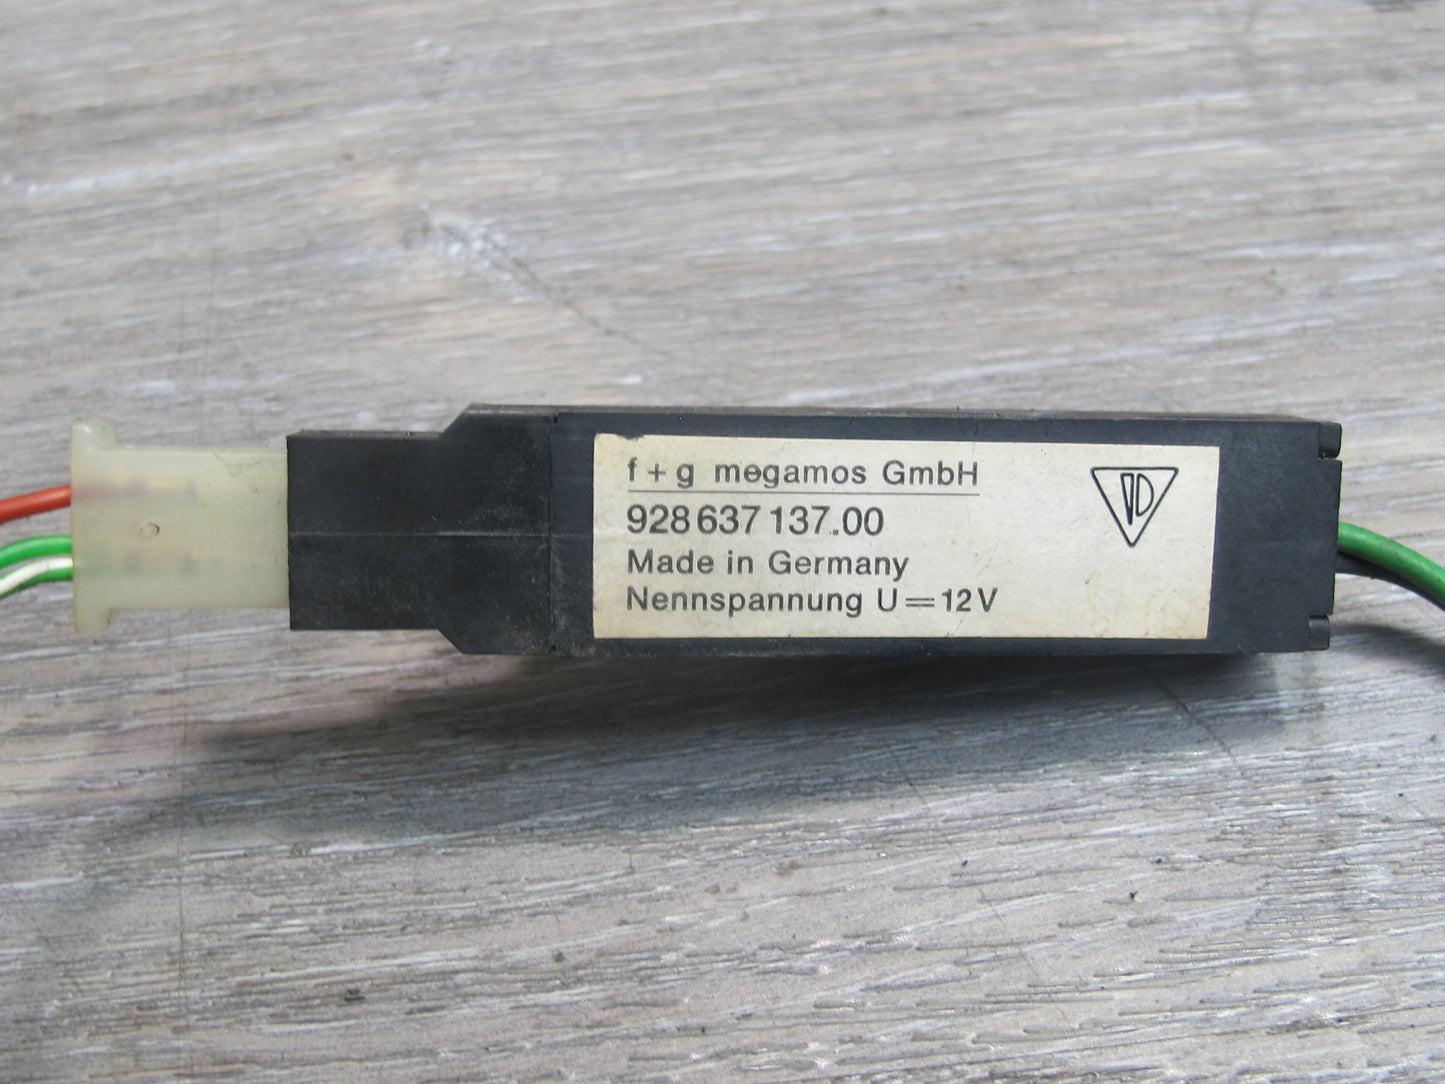 f + g megamos GmbH
928 637 137.00
Made in Germany
Nennspannung U=12V